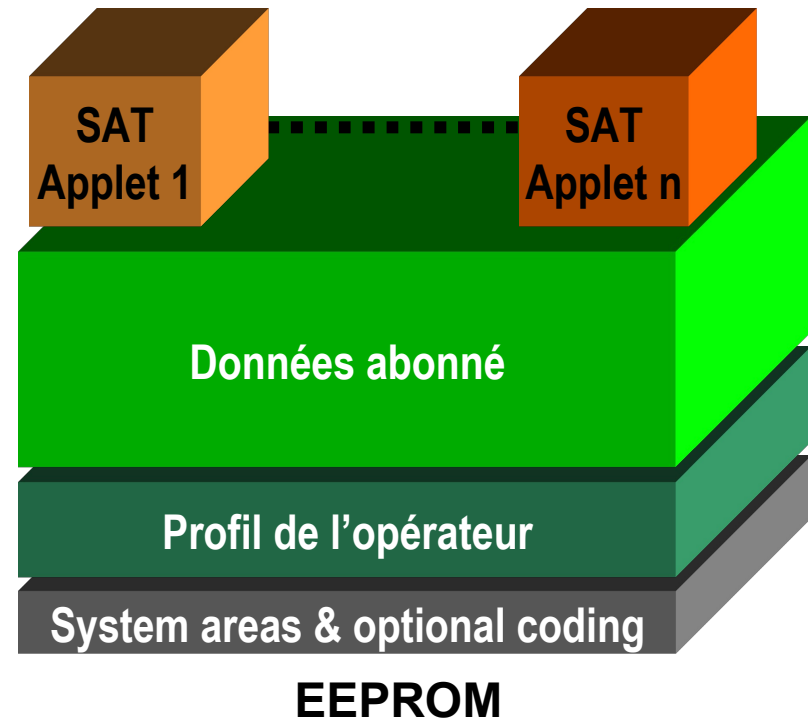 SAT
Applet 1
SAT
Applet n
Données abonné
Profil de l’opérateur
System areas & optional coding
EEPROM